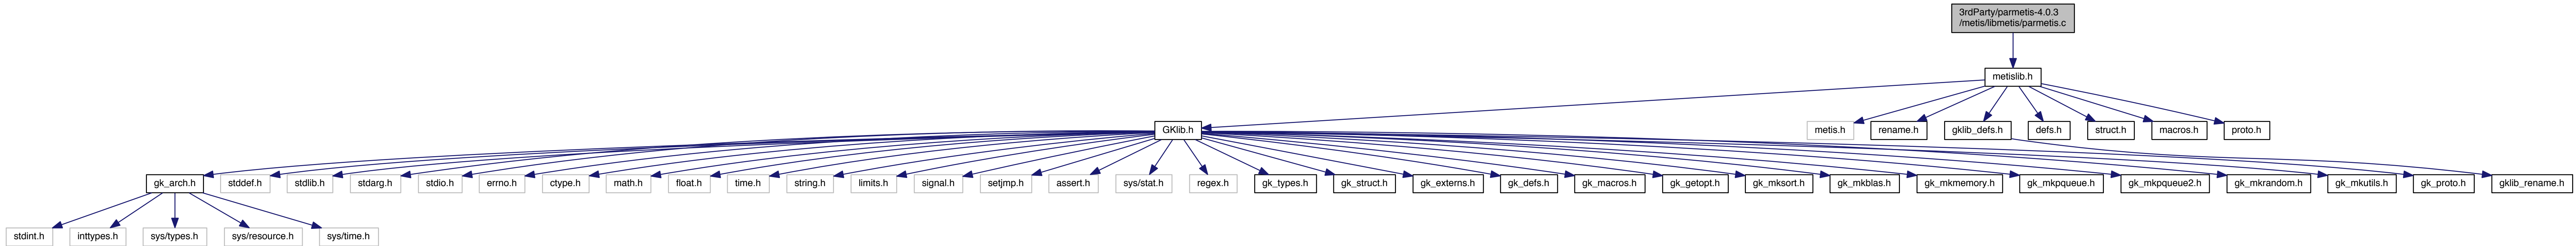 3rdParty/parmetis-4.0.3
/metis/libmetis/parmetis.c
metislib.h
GKlib.h
metis.h
rename.h
gklib_defs.h
defs.h
struct.h
macros.h
proto.h
gk_arch.h
stddef.h
stdlib.h
stdarg.h
stdio.h
errno.h
ctype.h
math.h
float.h
time.h
string.h
limits.h
signal.h
setjmp.h
assert.h
sys/stat.h
regex.h
gk_types.h
gk_struct.h
gk_externs.h
gk_defs.h
gk_macros.h
gk_getopt.h
gk_mksort.h
gk_mkblas.h
gk_mkmemory.h
gk_mkpqueue.h
gk_mkpqueue2.h
gk_mkrandom.h
gk_mkutils.h
gk_proto.h
gklib_rename.h
stdint.h
inttypes.h
sys/types.h
sys/resource.h
sys/time.h